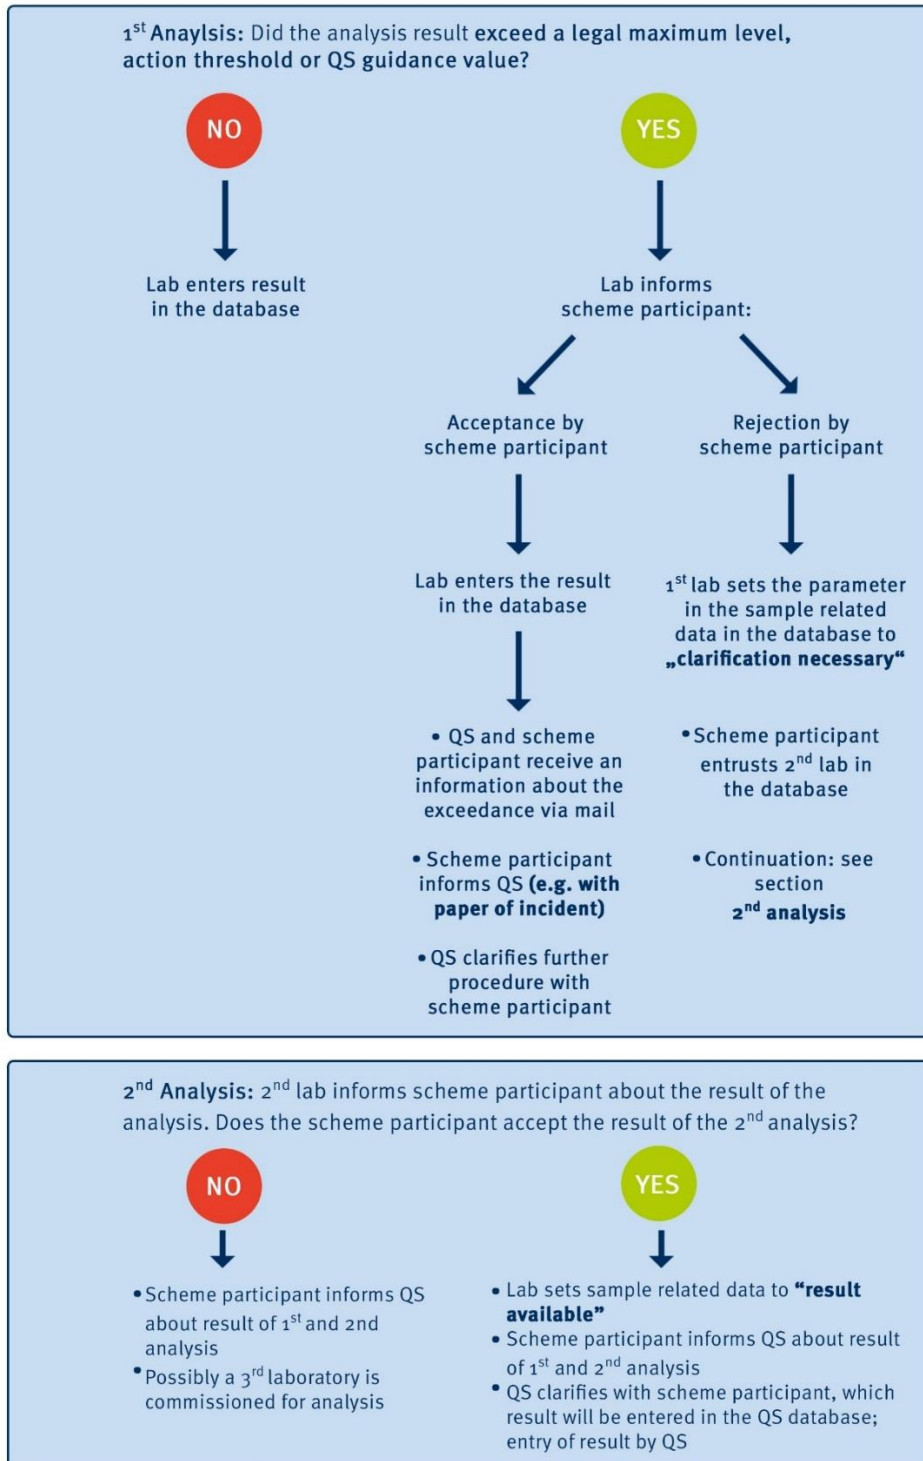 1st Anaylsis: Did the analysis result exceed a legal maximum level,
action threshold or QS guidance value?
NO
YES
Lab enters result
in the database
Lab informs
scheme participant:
Acceptance by
scheme participant
Rejection by
scheme participant
Lab enters the result
in the database
1st lab sets the parameter
in the sample related
data in the database to
„clarification necessary“
• QS and scheme
participant receive an
information about the
exceedance via mail
• Scheme participant
informs QS (e.g. with
paper of incident)
• QS clarifies further
procedure with
scheme participant
• Scheme participant
entrusts 2nd lab in
the database
• Continuation: see
section
2nd analysis
2nd Analysis: 2nd lab informs scheme participant about the result of the
analysis. Does the scheme participant accept the result of the 2nd analysis?
NO
YES
• Scheme participant informs QS
about result of 1st and 2nd
analysis
• Possibly a 3rd laboratory is
commissioned for analysis
• Lab sets sample related data to “result
available”
• Scheme participant informs QS about result
of 1st and 2nd analysis
• QS clarifies with scheme participant, which
result will be entered in the QS database;
entry of result by QS